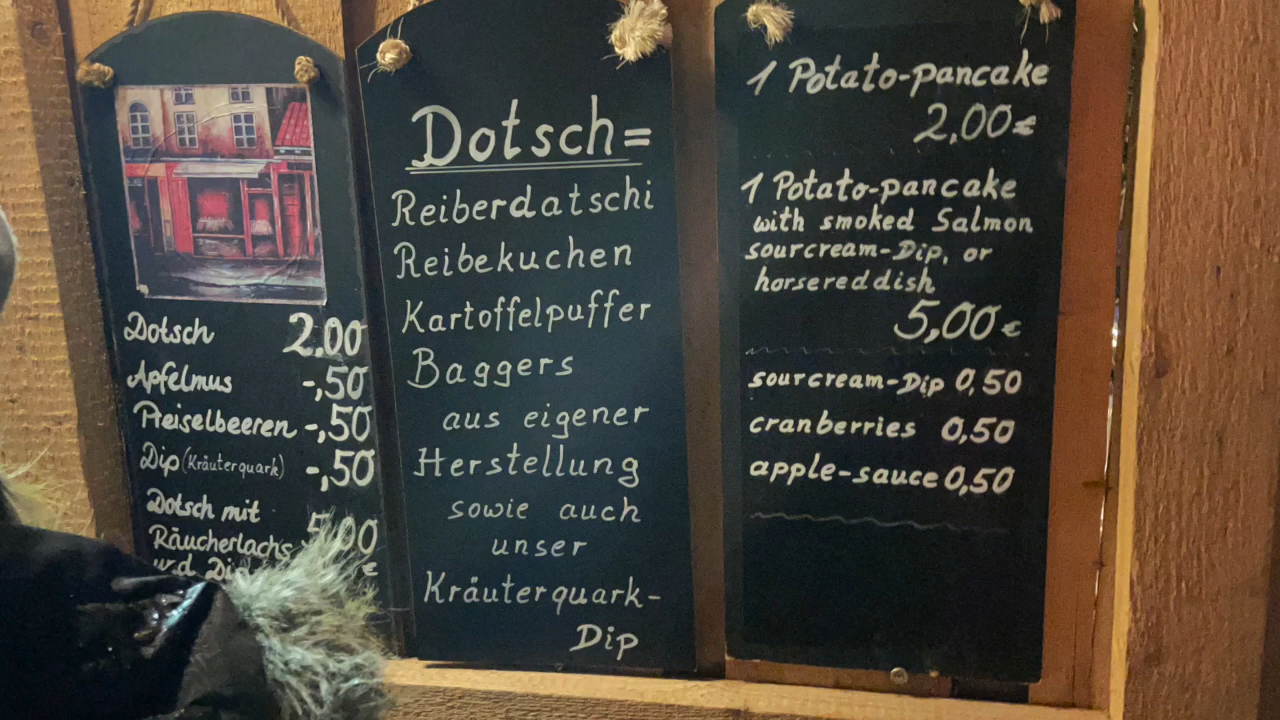 Dotsch 2.00
Apfelmus -,50
Preiselbeeren -,50
Dip (Kräuterquark) -,50
Dotsch mit
Räucherlachs 5,00
u.d. Dip €
Dotsch=
Reiberdatschi
Reibekuchen
Kartoffelpuffer
Baggers
aus eigener
Herstellung
sowie auch
unser
Kräuterquark-
Dip
1 Potato-pancake
2,00€
1 Potato-pancake
with smoked Salmon
sourcream-Dip, or
horsereddish
5,00€
sourcream-Dip 0,50
cranberries 0,50
apple-sauce 0,50